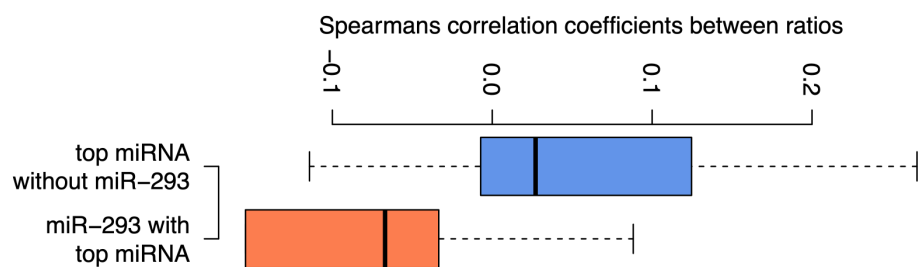 Spearmans correlation coefficients between ratios
−0.1
0.0
0.1
0.2
top miRNA
without miR−293
miR−293 with
top miRNA